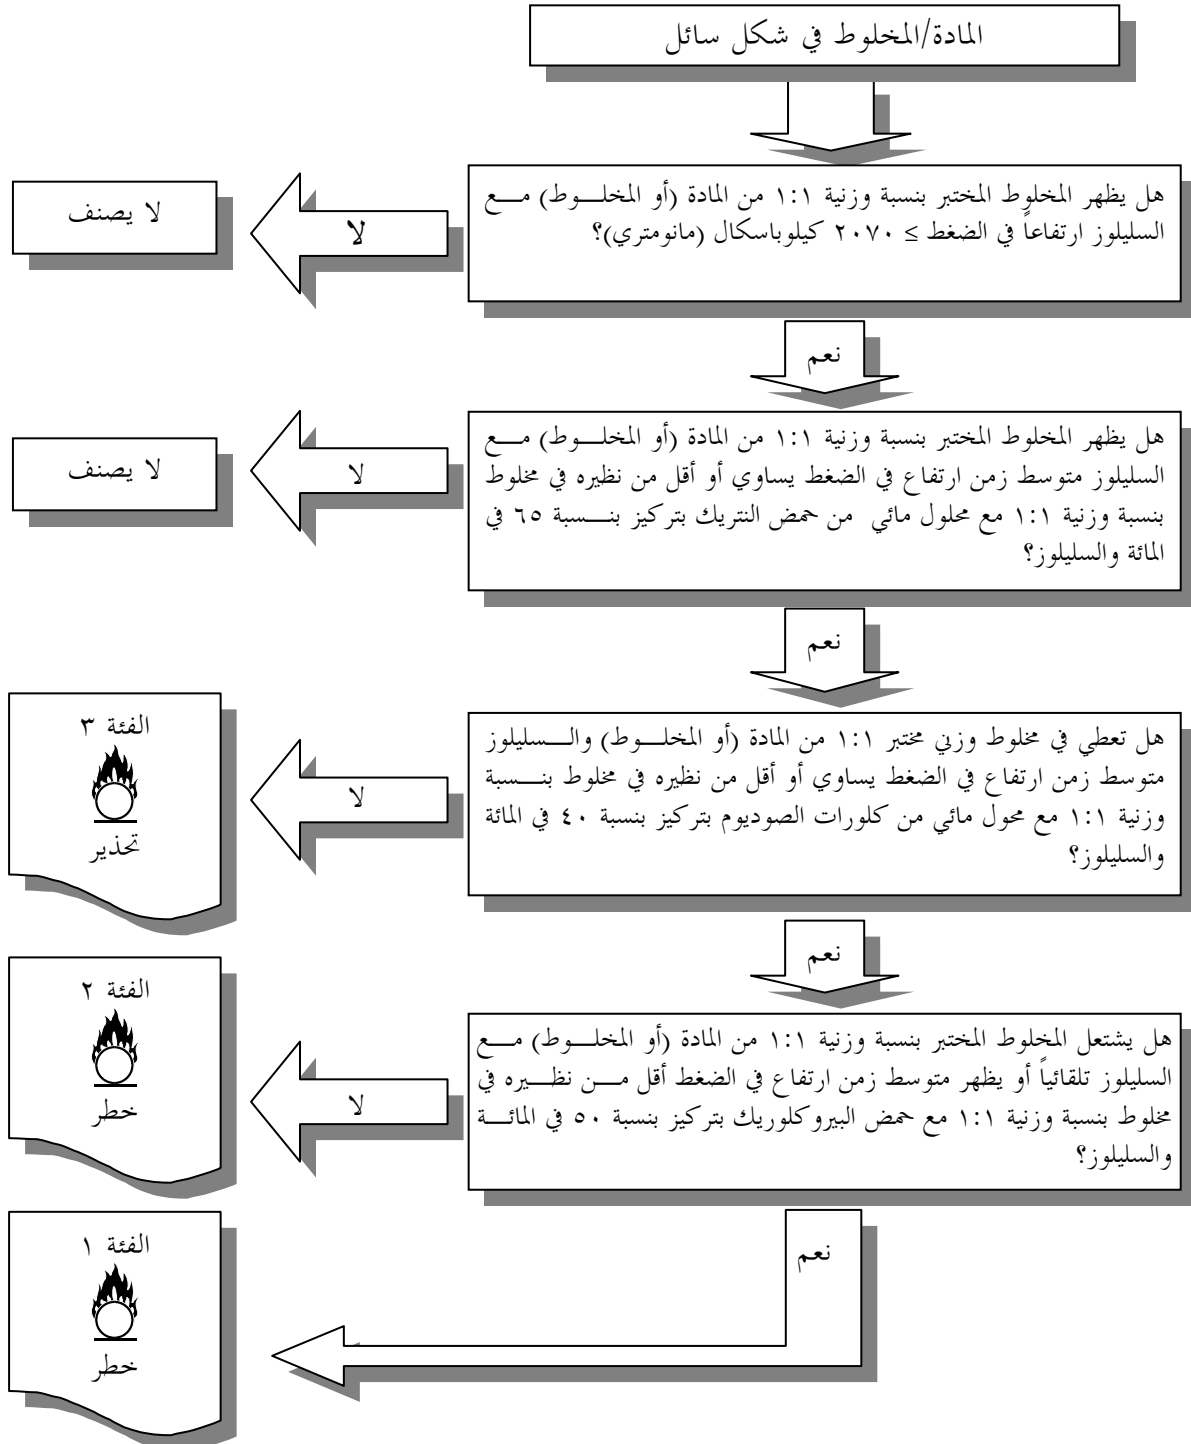 المادة/المخلوط في شكل سائل
هل يظهر المخلوط المختبر بنسبة وزنية ١:١ من المادة (أو المخلوط) مع
السليلوز ارتفاعاً في الضغط ≥ ٢٠٧٠ كيلوباسكال (مانومتري)؟
لا
لا يصنف
نعم
هل يظهر المخلوط المختبر بنسبة وزنية ١:١ من المادة (أو المخلوط) مع
السليلوز متوسط زمن ارتفاع في الضغط يساوي أو أقل من نظيره في مخلوط
بنسبة وزنية ١:١ مع محلول مائي من حمض النتريك بتركيز بنسبة ٦٥ في
المائة والسليلوز؟
لا
لا يصنف
نعم
هل تعطي في مخلوط وزني مختبر ١:١ من المادة (أو المخلوط) والسليلوز
متوسط زمن ارتفاع في الضغط يساوي أو أقل من نظيره في مخلوط بنسبة
وزنية ١:١ مع محول مائي من كلورات الصوديوم بتركيز بنسبة ٤٠ في المائة
والسليلوز؟
لا
الفئة ٣
تحذير
نعم
هل يشتعل المخلوط المختبر بنسبة وزنية ١:١ من المادة (أو المخلوط) مع
السليلوز تلقائياً أو يظهر متوسط زمن ارتفاع في الضغط أقل من نظيره في
مخلوط بنسبة وزنية ١:١ مع حمض البيروكلوريك بتركيز بنسبة ٥٠ في المائة
والسليلوز؟
لا
الفئة ٢
خطر
نعم
الفئة ١
خطر